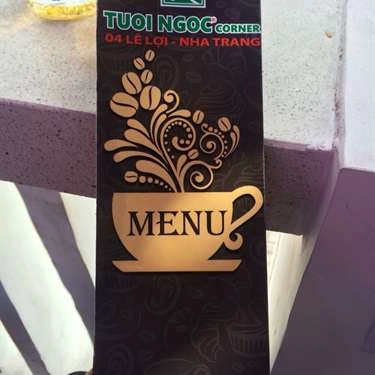 TUOI NGOC CORNER
04 LÊ LỢI - NHA TRANG
MENU